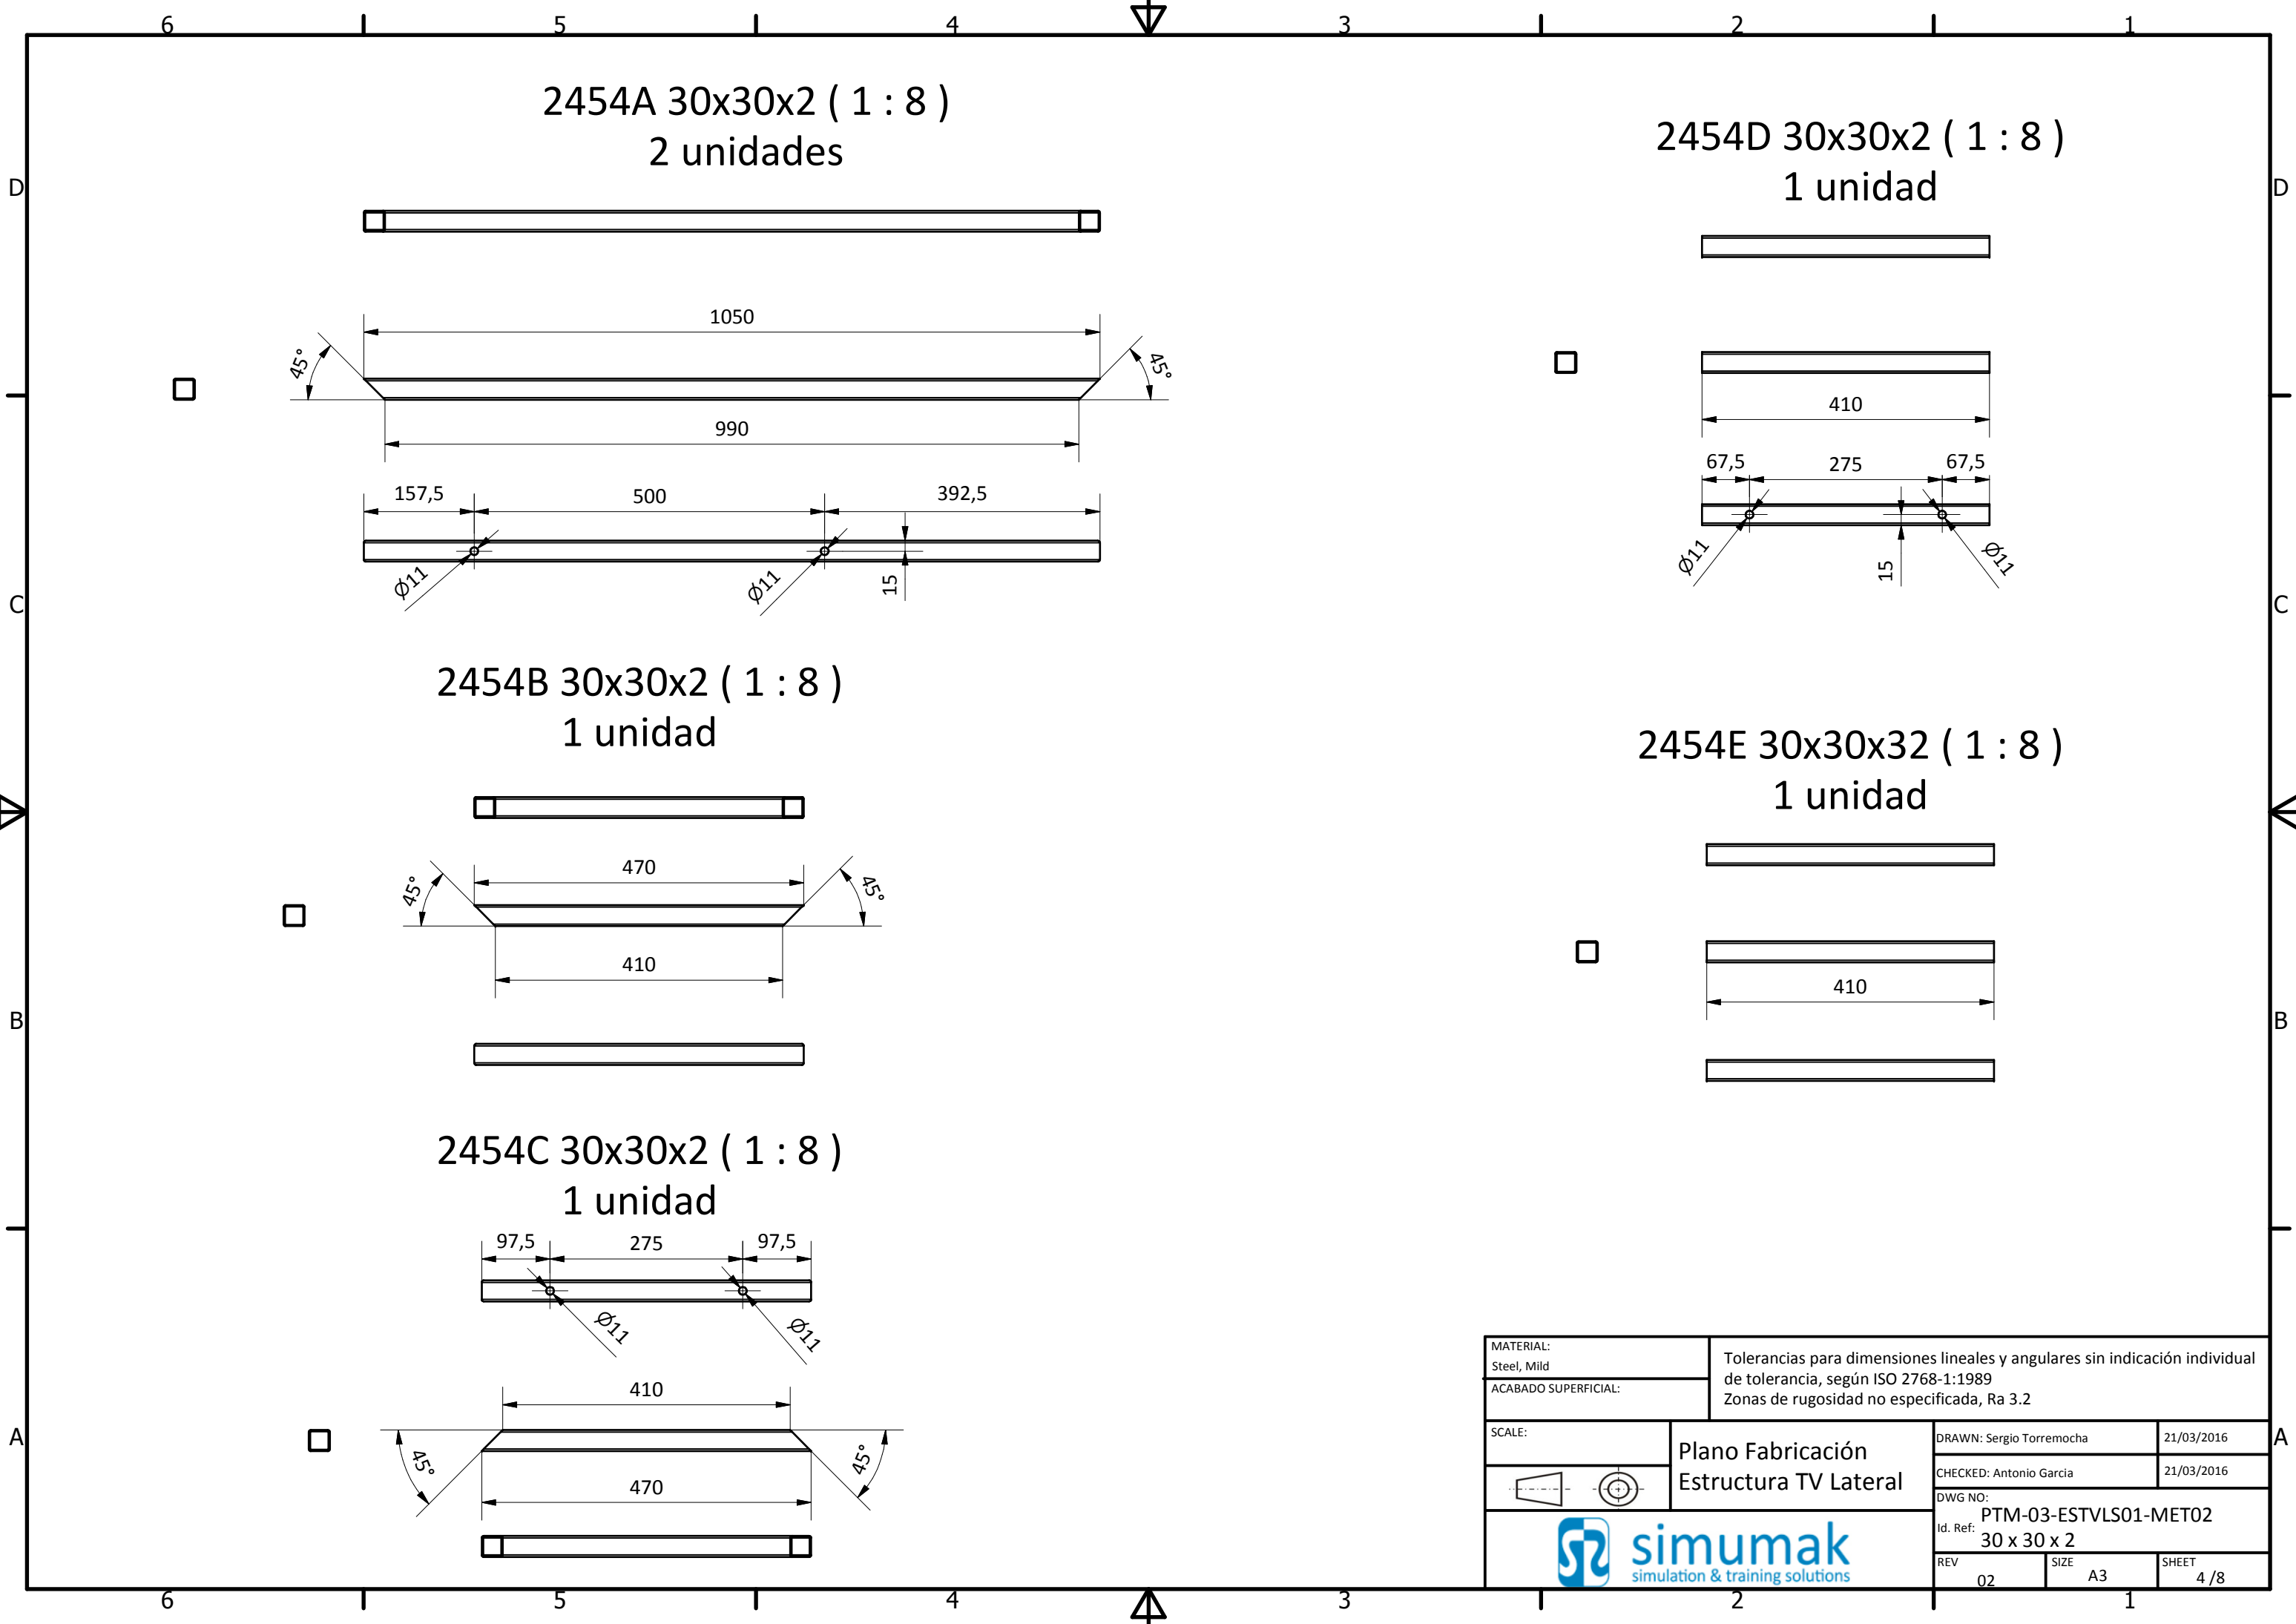 6 5 4 3 2 1
D D
C C
B B
A A
2454A 30x30x2 ( 1 : 8 )
2 unidades
1050
45°
45°
990
157,5 500 392,5
Ø11
Ø11
15
2454B 30x30x2 ( 1 : 8 )
1 unidad
470
45°
45°
410
2454C 30x30x2 ( 1 : 8 )
1 unidad
97,5 275 97,5
Ø11
Ø11
410
45°
45°
470
2454D 30x30x2 ( 1 : 8 )
1 unidad
410
67,5 275 67,5
Ø11
15
Ø11
2454E 30x30x32 ( 1 : 8 )
1 unidad
410
MATERIAL:
Steel, Mild
ACABADO SUPERFICIAL:
Tolerancias para dimensiones lineales y angulares sin indicación individual
de tolerancia, según ISO 2768-1:1989
Zonas de rugosidad no especificada, Ra 3.2
SCALE:
Plano Fabricación
Estructura TV Lateral
DRAWN: Sergio Torremocha 21/03/2016
CHECKED: Antonio Garcia 21/03/2016
DWG NO:
PTM-03-ESTVLS01-MET02
Id. Ref: 30 x 30 x 2
REV 02
SIZE A3
SHEET 4 /8
simumak
simulation & training solutions
6 5 4 3 2 1